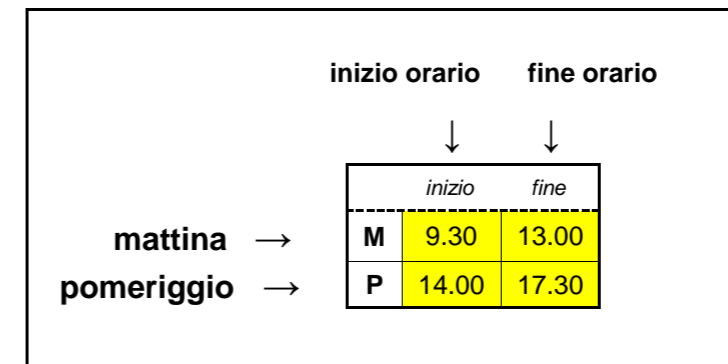 inizio orario fine orario
↓ ↓
inizio fine
mattina → M 9.30 13.00
pomeriggio → P 14.00 17.30